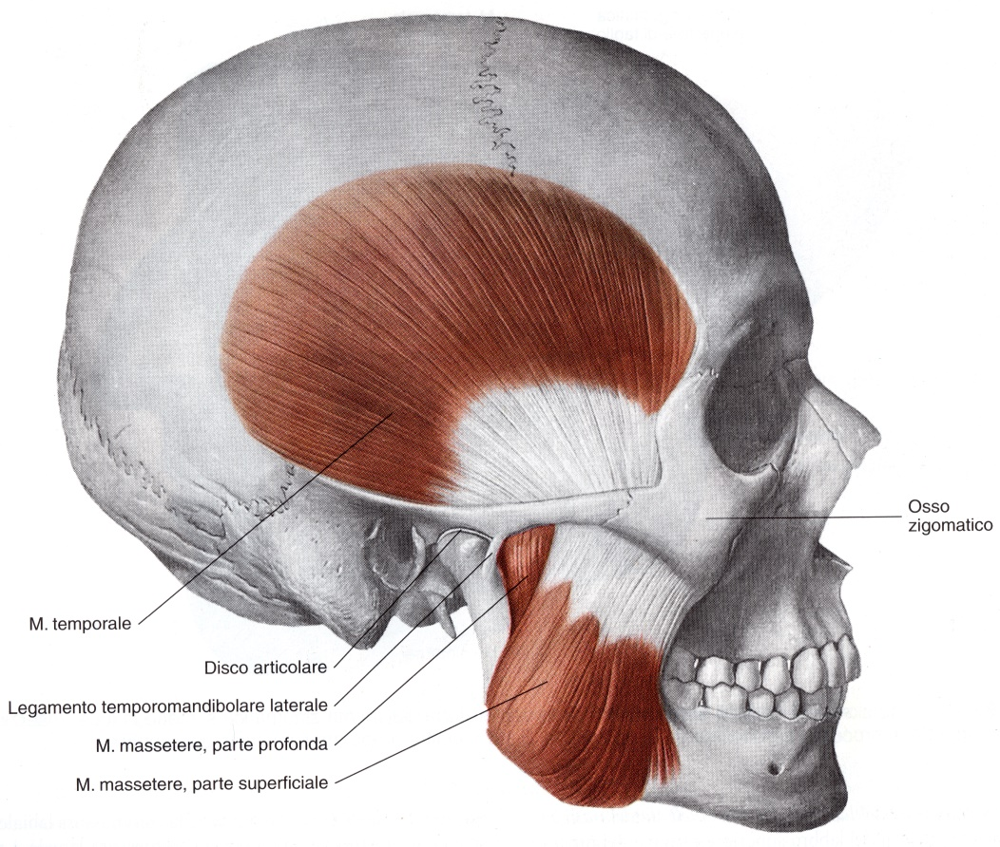 Osso
zigomatico
M. temporale
Disco articolare
Legamento temporomandibolare laterale
M. massetere, parte profonda
M. massetere, parte superficiale